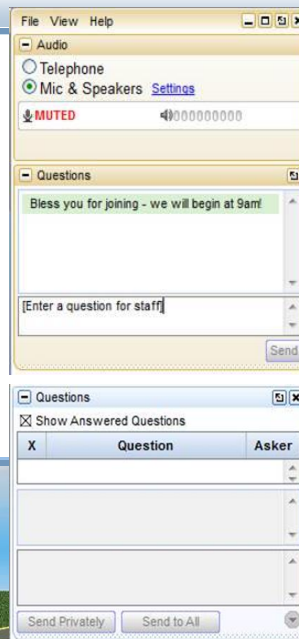 File View Help
Audio
Telephone
Mic & Speakers Settings
MUTED 000000000
Questions
Bless you for joining - we will begin at 9am!
[Enter a question for staff]
Send
Questions
Show Answered Questions
X Question Asker
Send Privately Send to All